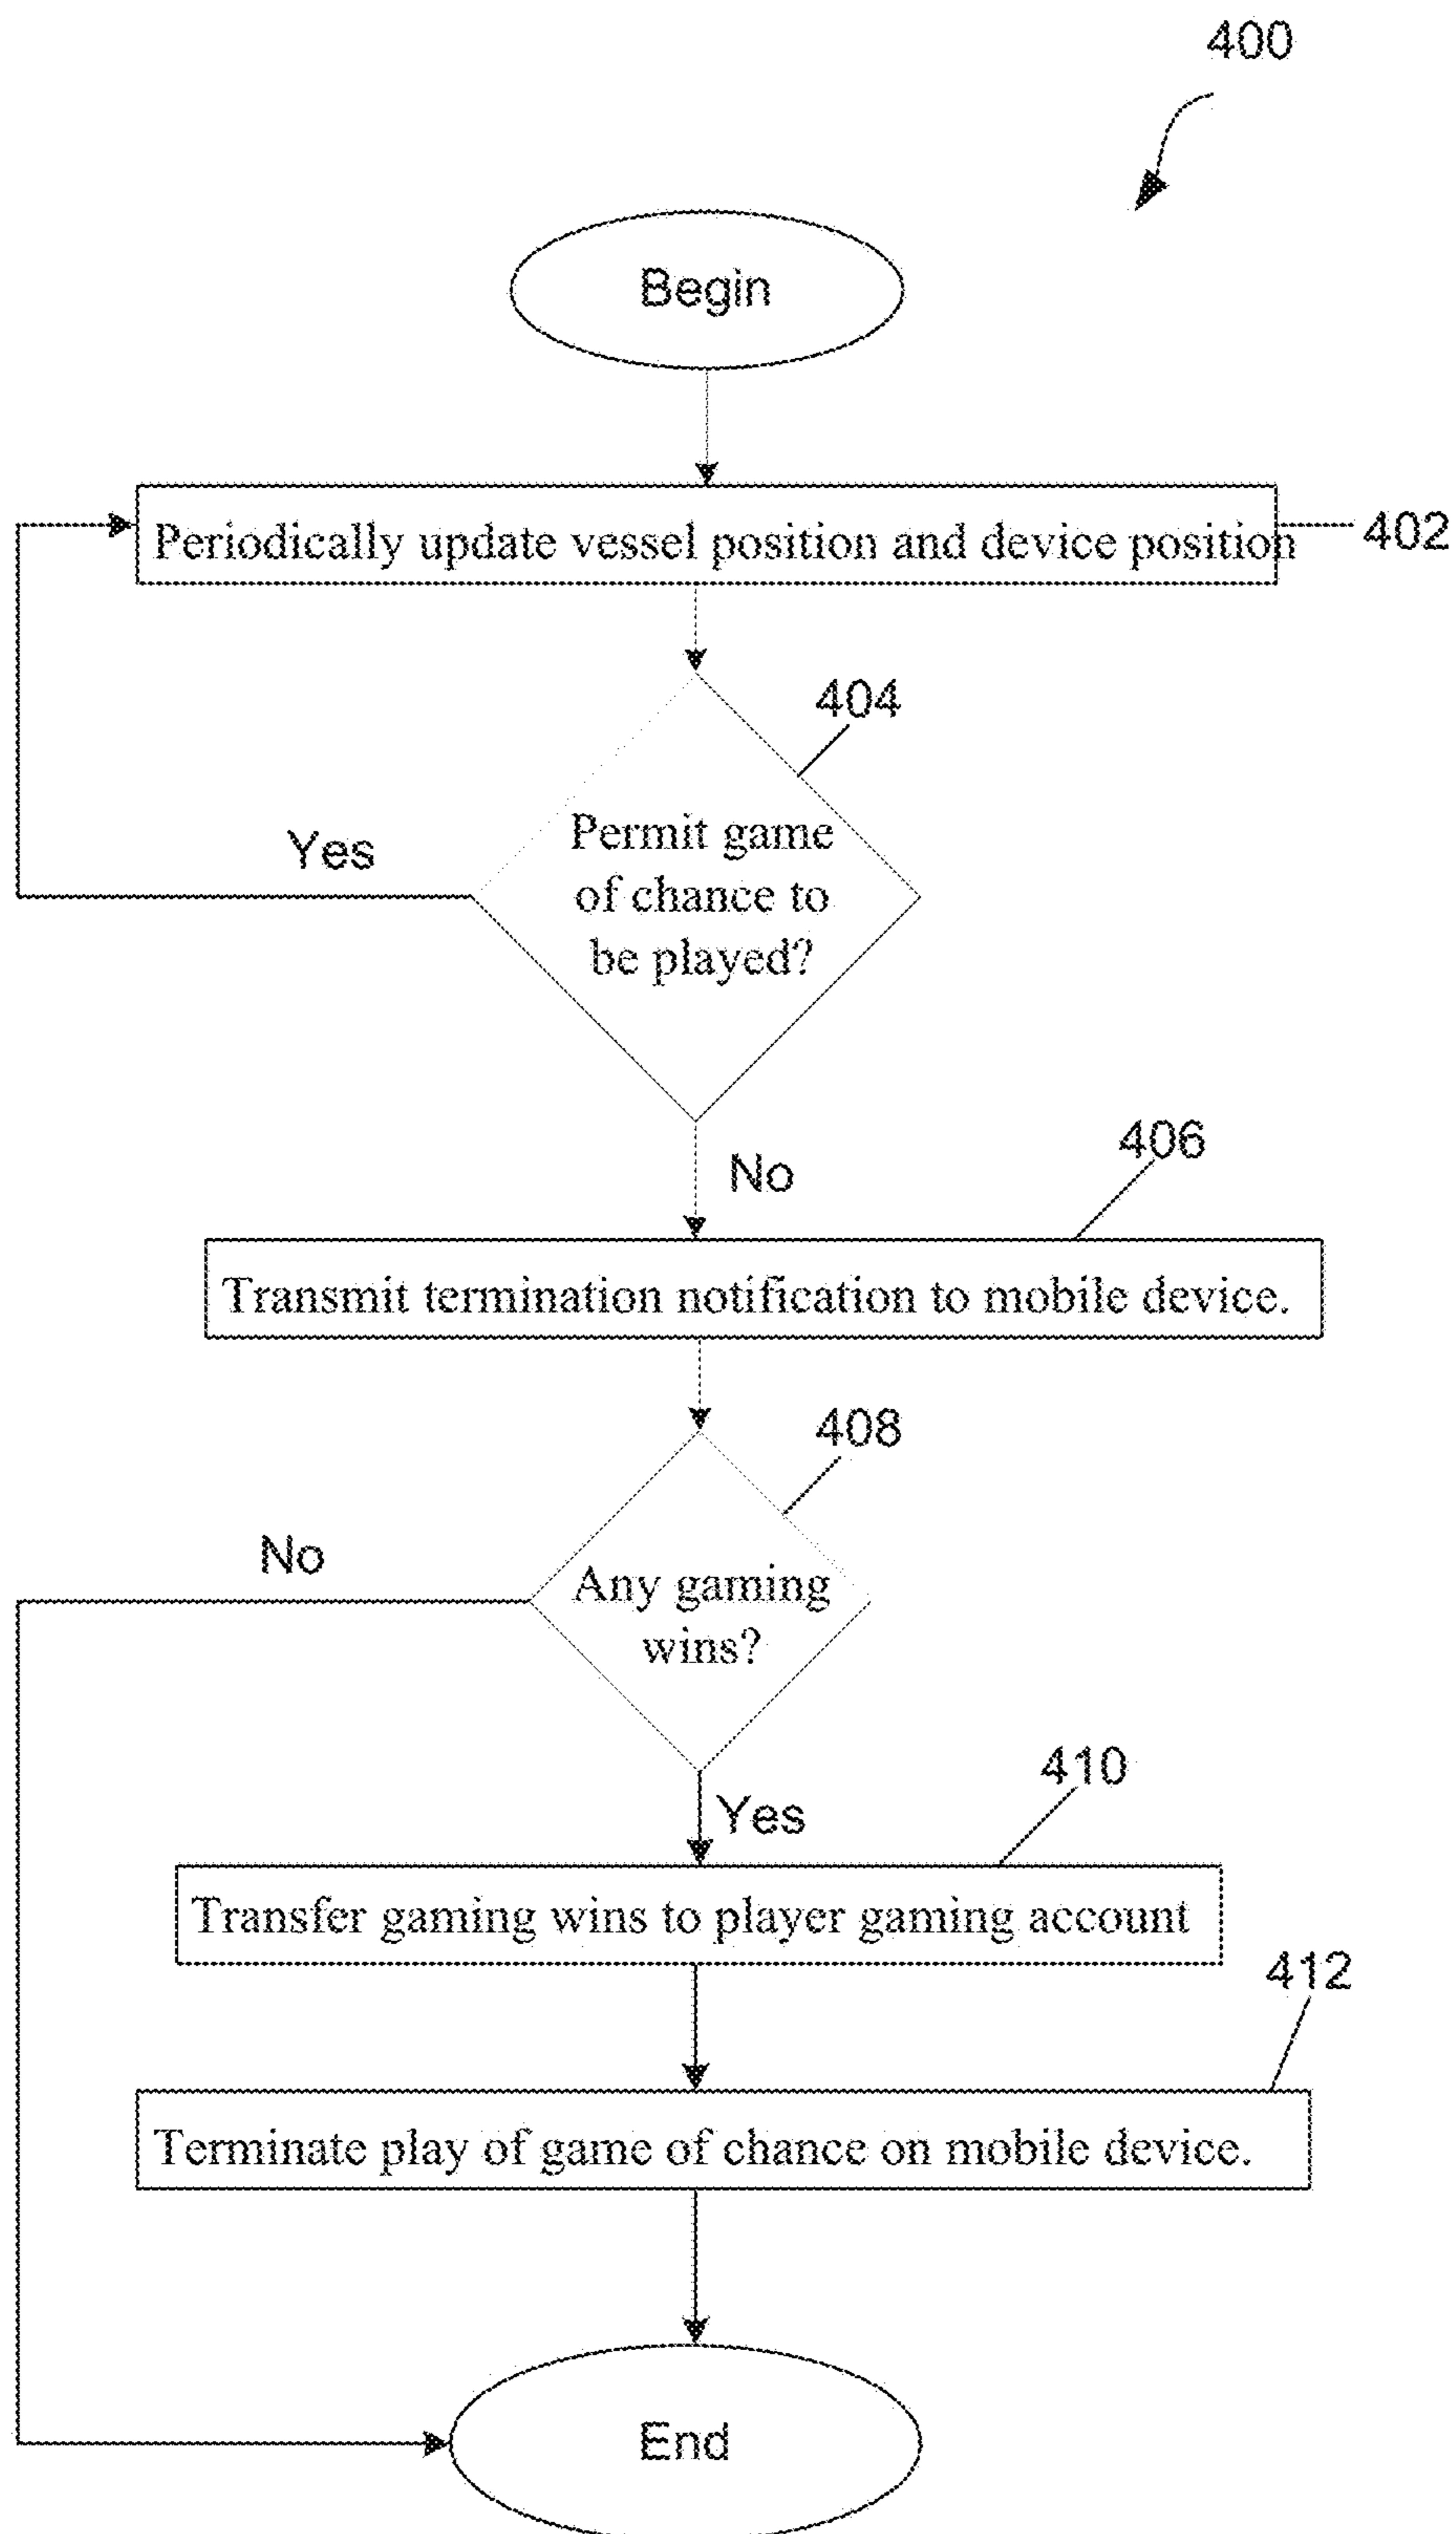 400
Begin
Periodically update vessel position and device position
402
404
Permit game
of chance to
be played?
Yes
No
406
Transmit termination notification to mobile device.
408
Any gaming
wins?
No
Yes
410
Transfer gaming wins to player gaming account
412
Terminate play of game of chance on mobile device.
End